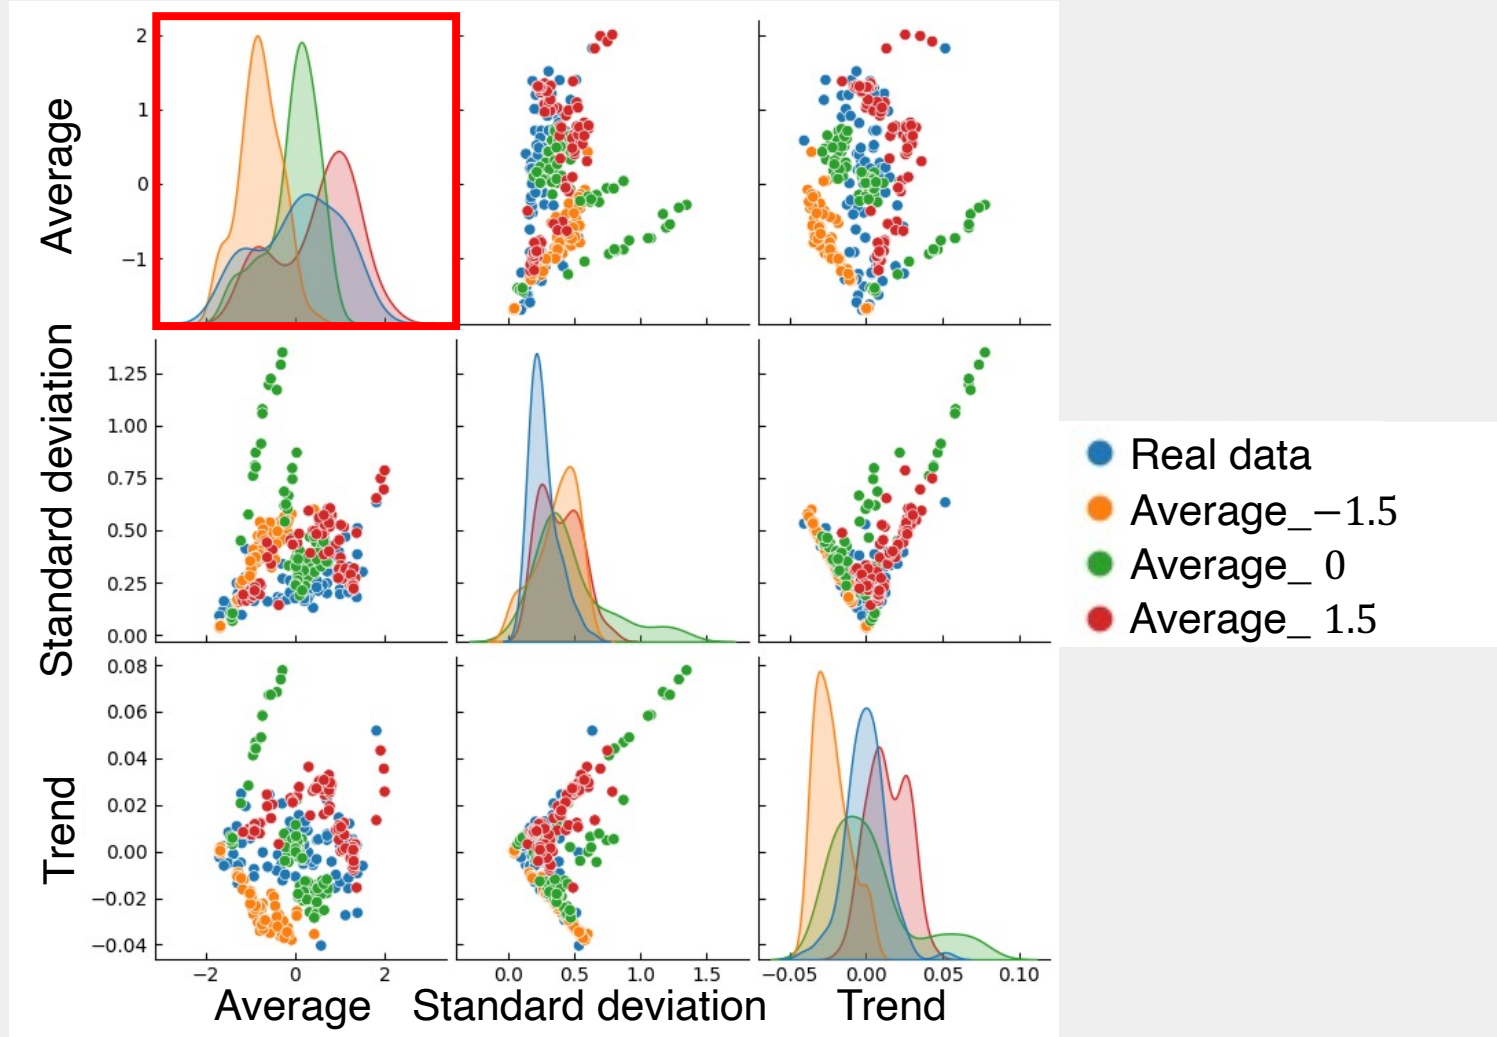 2
1
0
−1
Average
1.25
1.00
0.75
0.50
0.25
0.00
Standard deviation
0.08
0.06
0.04
0.02
0.00
−0.02
−0.04
Trend
−2 0 2 0.0 0.5 1.0 1.5 −0.05 0.00 0.05 0.10
Average Standard deviation Trend
Real data
Average_−1.5
Average_ 0
Average_ 1.5